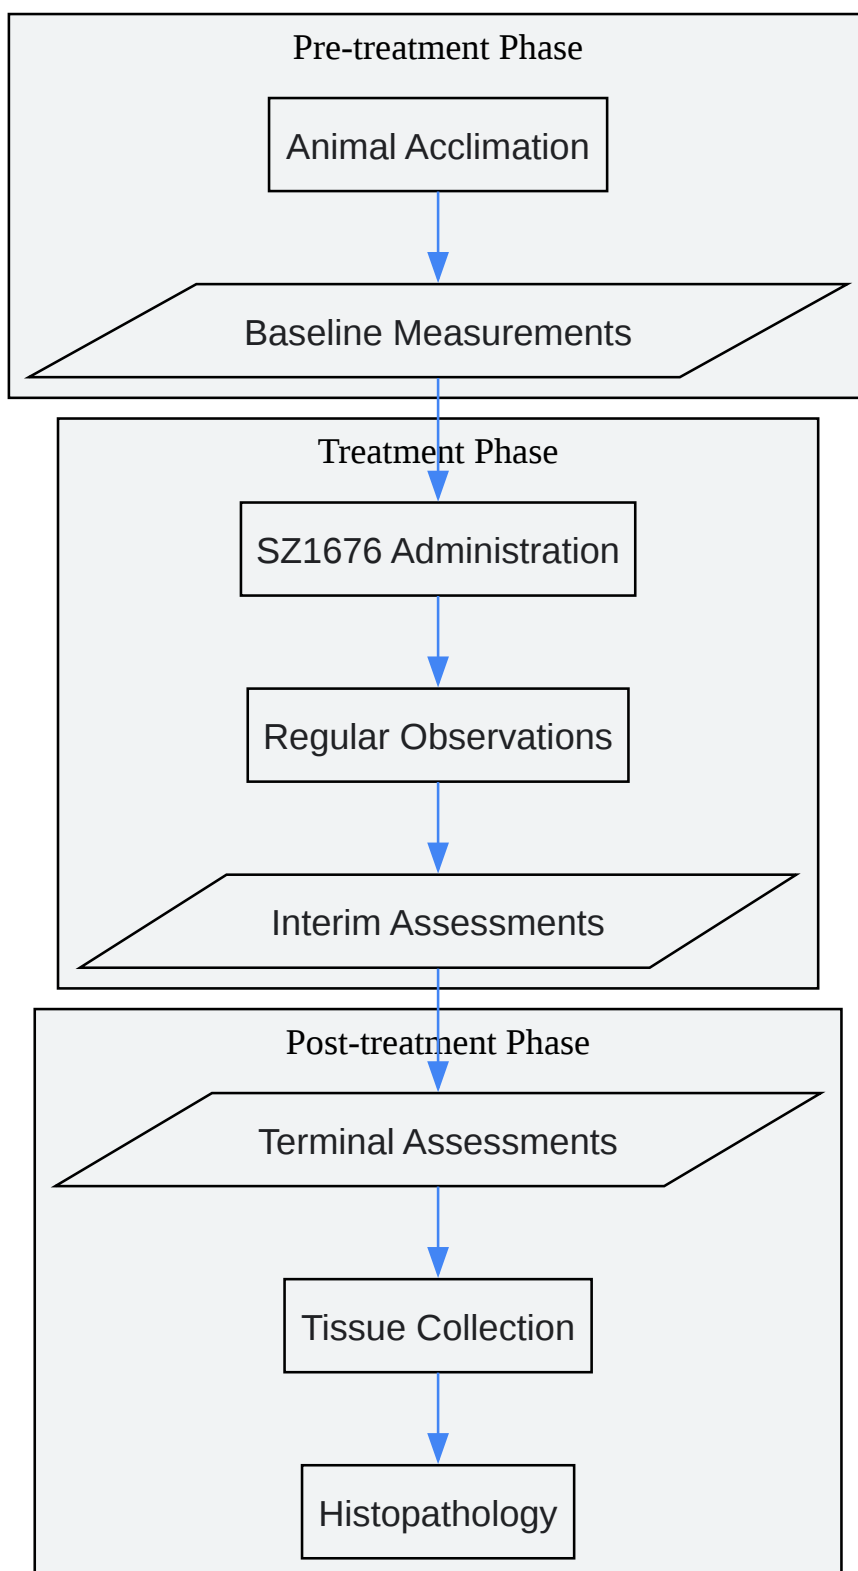 Pre-treatment Phase
Animal Acclimation
Baseline Measurements
Treatment Phase
SZ1676 Administration
Regular Observations
Interim Assessments
Post-treatment Phase
Terminal Assessments
Tissue Collection
Histopathology